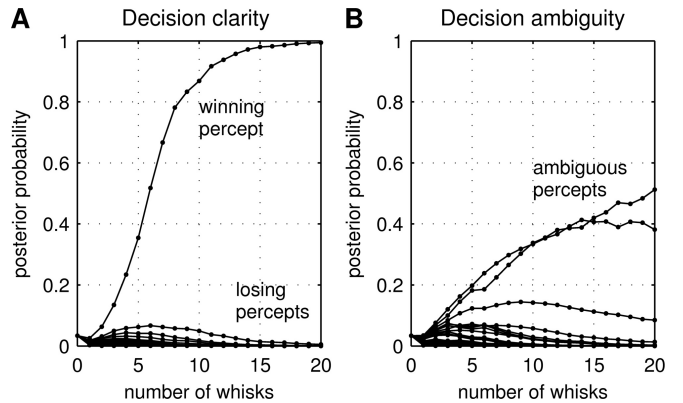 A
Decision clarity
1
0.8
0.6
0.4
0.2
0
posterior probability
winning
percept
losing
percepts
0
5
10
15
20
number of whisks
B
Decision ambiguity
1
0.8
0.6
0.4
0.2
0
posterior probability
ambiguous
percepts
0
5
10
15
20
number of whisks